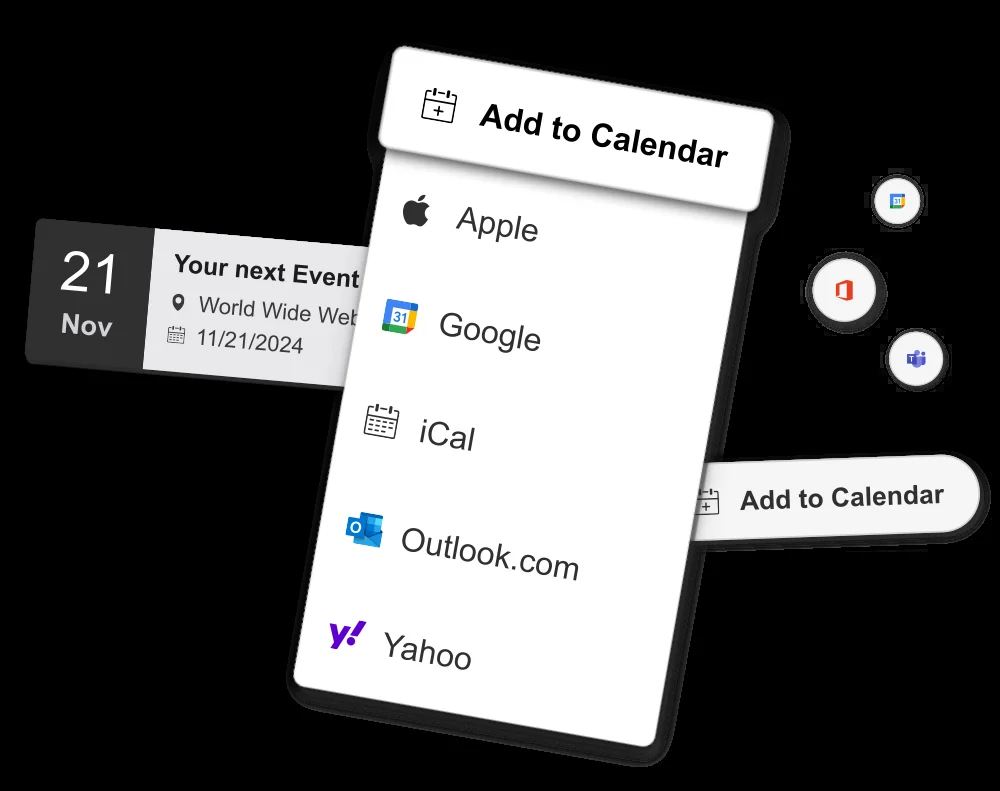 Add to Calendar
Apple
Google
iCal
Outlook.com
Yahoo
21
Nov
Your next Event
World Wide Web
11/21/2024
Add to Calendar
31
31
O
y!
T